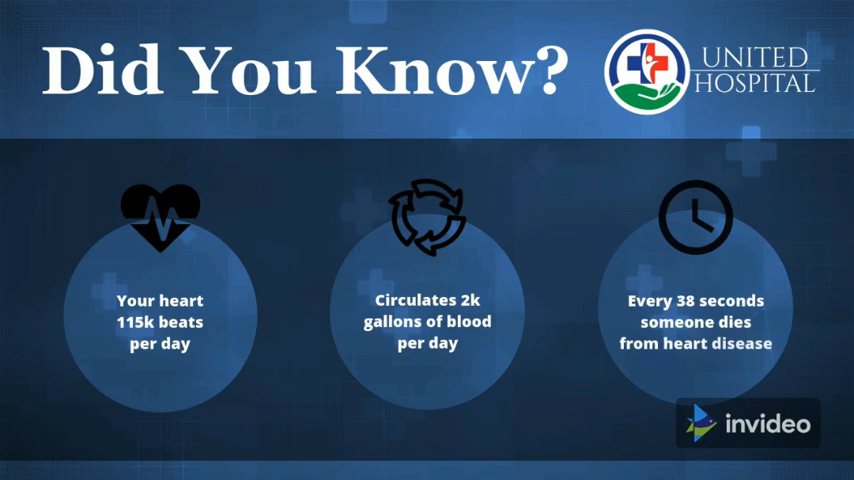 Did You Know?
UNITED
HOSPITAL
Your heart
115k beats
per day
Circulates 2k
gallons of blood
per day
Every 38 seconds
someone dies
from heart disease
invideo